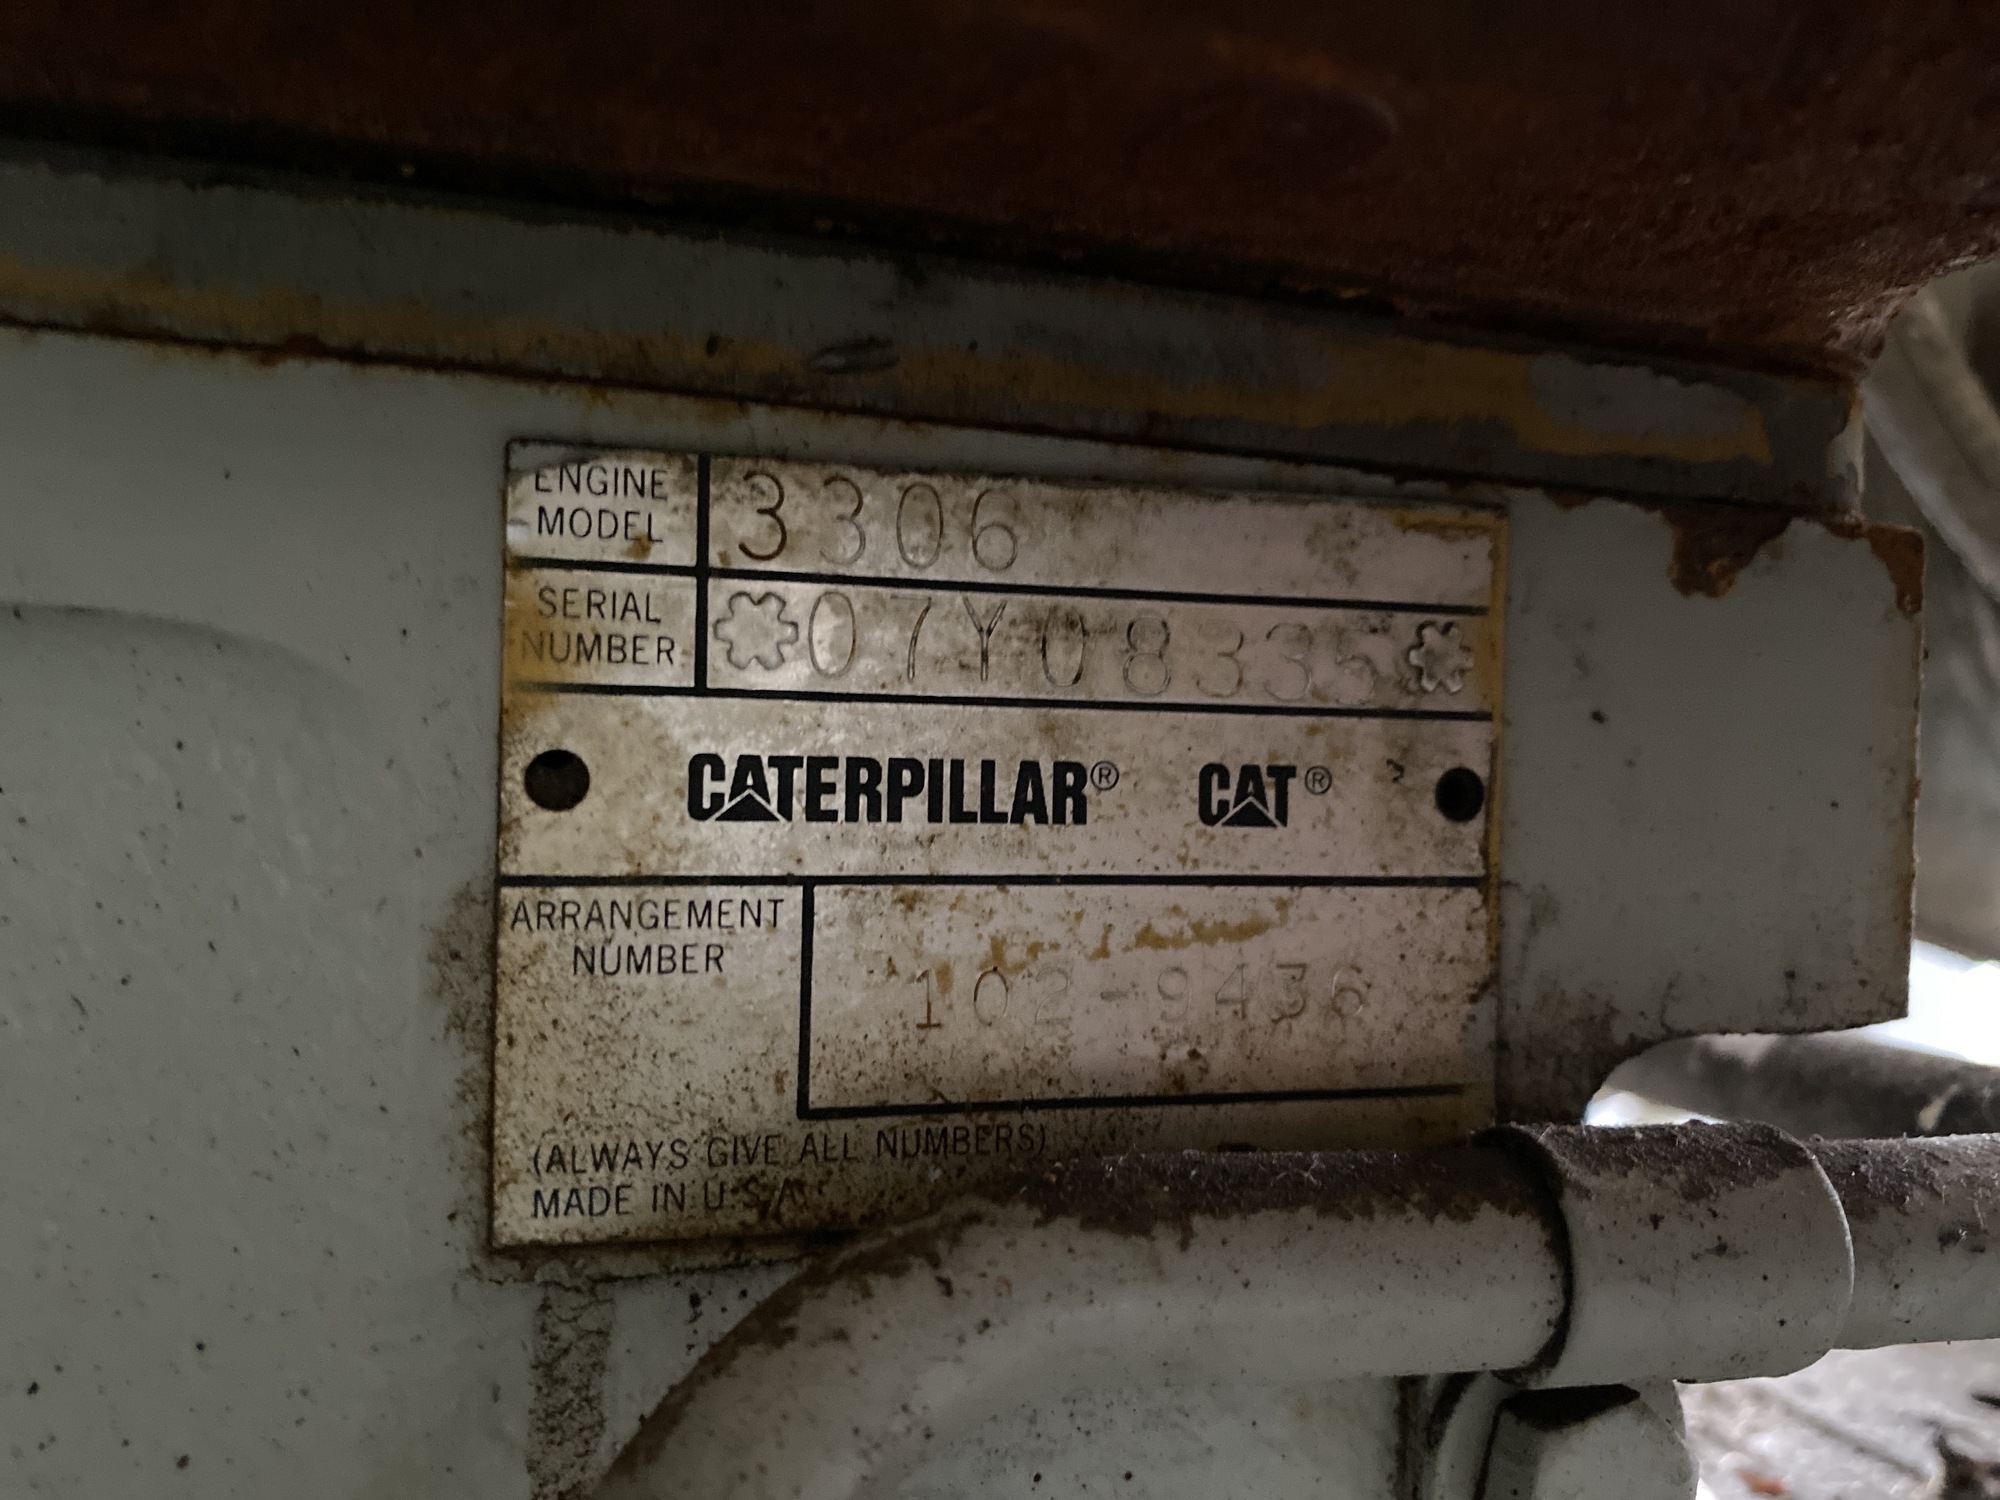 ENGINE MODEL 3306
SERIAL NUMBER 07Y08335
CATERPILLAR® CAT®
ARRANGEMENT NUMBER
102-9436
(ALWAYS GIVE ALL NUMBERS)
MADE IN U.S.A.